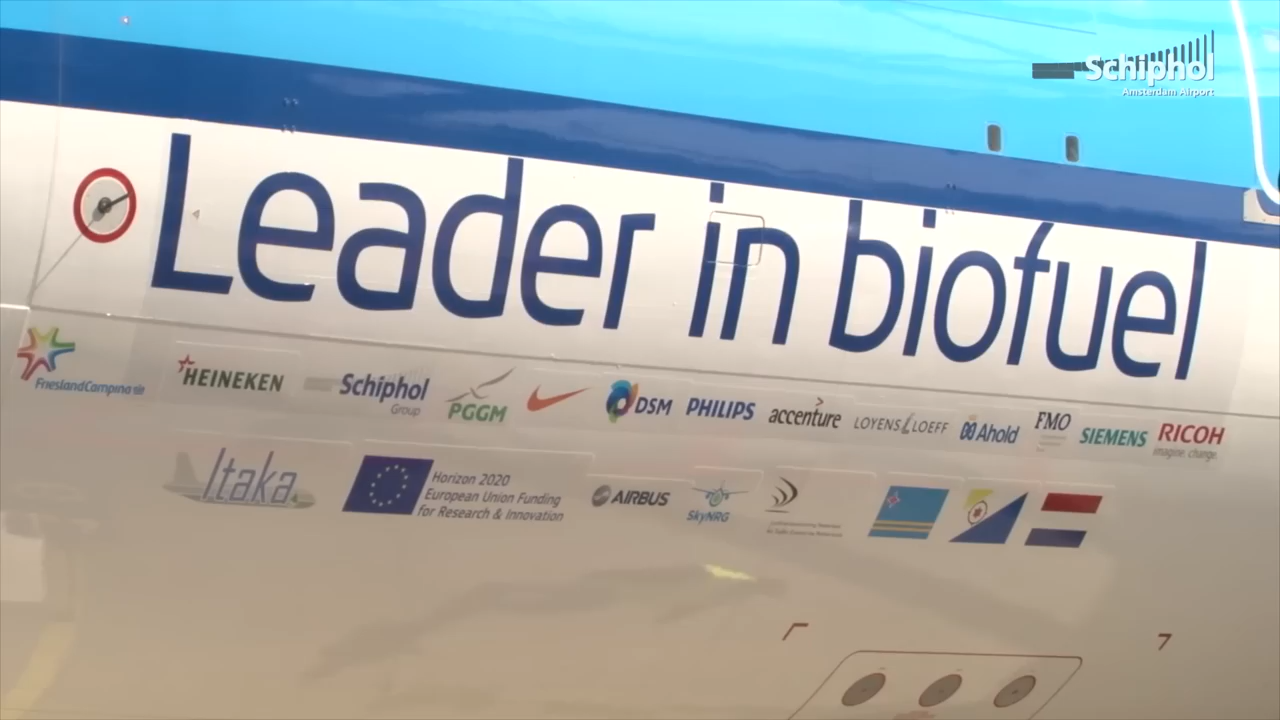 Schiphol
Amsterdam Airport
Leader in biofuel
FrieslandCampina
HEINEKEN
Schiphol
Group
PGGM
DSM
PHILIPS
accenture
LOYENS LOEFF
Ahold
FMO
SIEMENS
RICOH
imagine. change.
Itaka
Horizon 2020
European Union Funding
for Research & Innovation
AIRBUS
SkyNRG